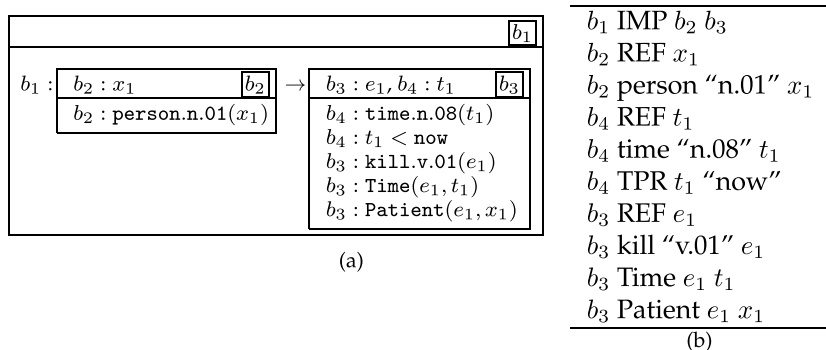 b₁
b₁ : b₂ : x₁ b₂ → b₃ : e₁, b₄ : t₁ b₃
b₂ : person.n.01(x₁) b₄ : time.n.08(t₁)
b₄ : t₁ < now
b₃ : kill.v.01(e₁)
b₃ : Time(e₁, t₁)
b₃ : Patient(e₁, x₁)
(a)
b₁ IMP b₂ b₃
b₂ REF x₁
b₂ person “n.01” x₁
b₄ REF t₁
b₄ time “n.08” t₁
b₄ TPR t₁ “now”
b₃ REF e₁
b₃ kill “v.01” e₁
b₃ Time e₁ t₁
b₃ Patient e₁ x₁
(b)